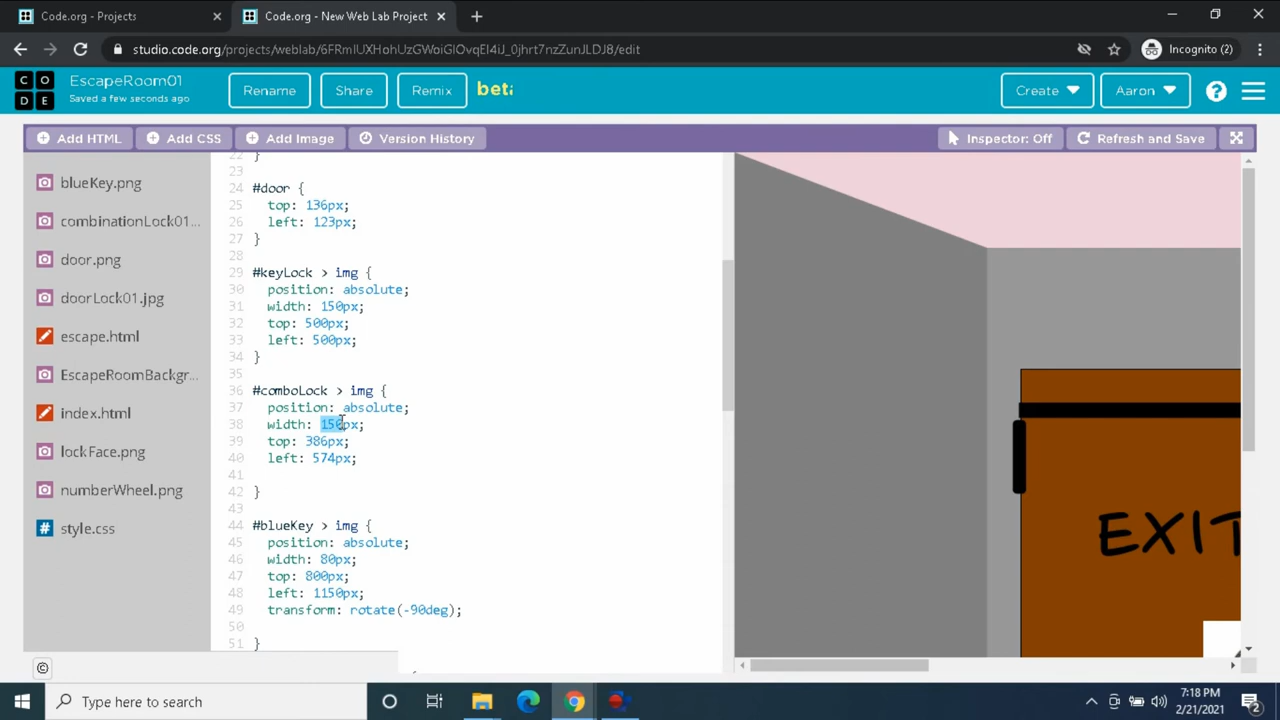 Code.org - Projects
Code.org - New Web Lab Project
studio.code.org/projects/weblab/6FRmIUXHohUzGWaiGlOvqEI4iJ_0jhrt7nzZunJLDJ8/edit
Incognito (2)
C O
D E
EscapeRoom01
Saved a few seconds ago
Rename
Share
Remix
beta
Create
Aaron
?
Add HTML
Add CSS
Add Image
Version History
Inspector: Off
Refresh and Save
blueKey.png
combinationLock01...
door.png
doorLock01.jpg
escape.html
EscapeRoomBackgr...
index.html
lockFace.png
numberWheel.png
style.css
22 }
24 #door {
25 top: 136px;
26 left: 123px;
27 }
28
29 #keyLock > img {
30 position: absolute;
31 width: 150px;
32 top: 500px;
33 left: 500px;
34 }
35
36 #comboLock > img {
37 position: absolute;
38 width: 150px;
39 top: 386px;
40 left: 574px;
41
42 }
43
44 #blueKey > img {
45 position: absolute;
46 width: 80px;
47 top: 800px;
48 left: 1150px;
49 transform: rotate(-90deg);
50
51 }
EXIT
Type here to search
7:18 PM
2/21/2021
2